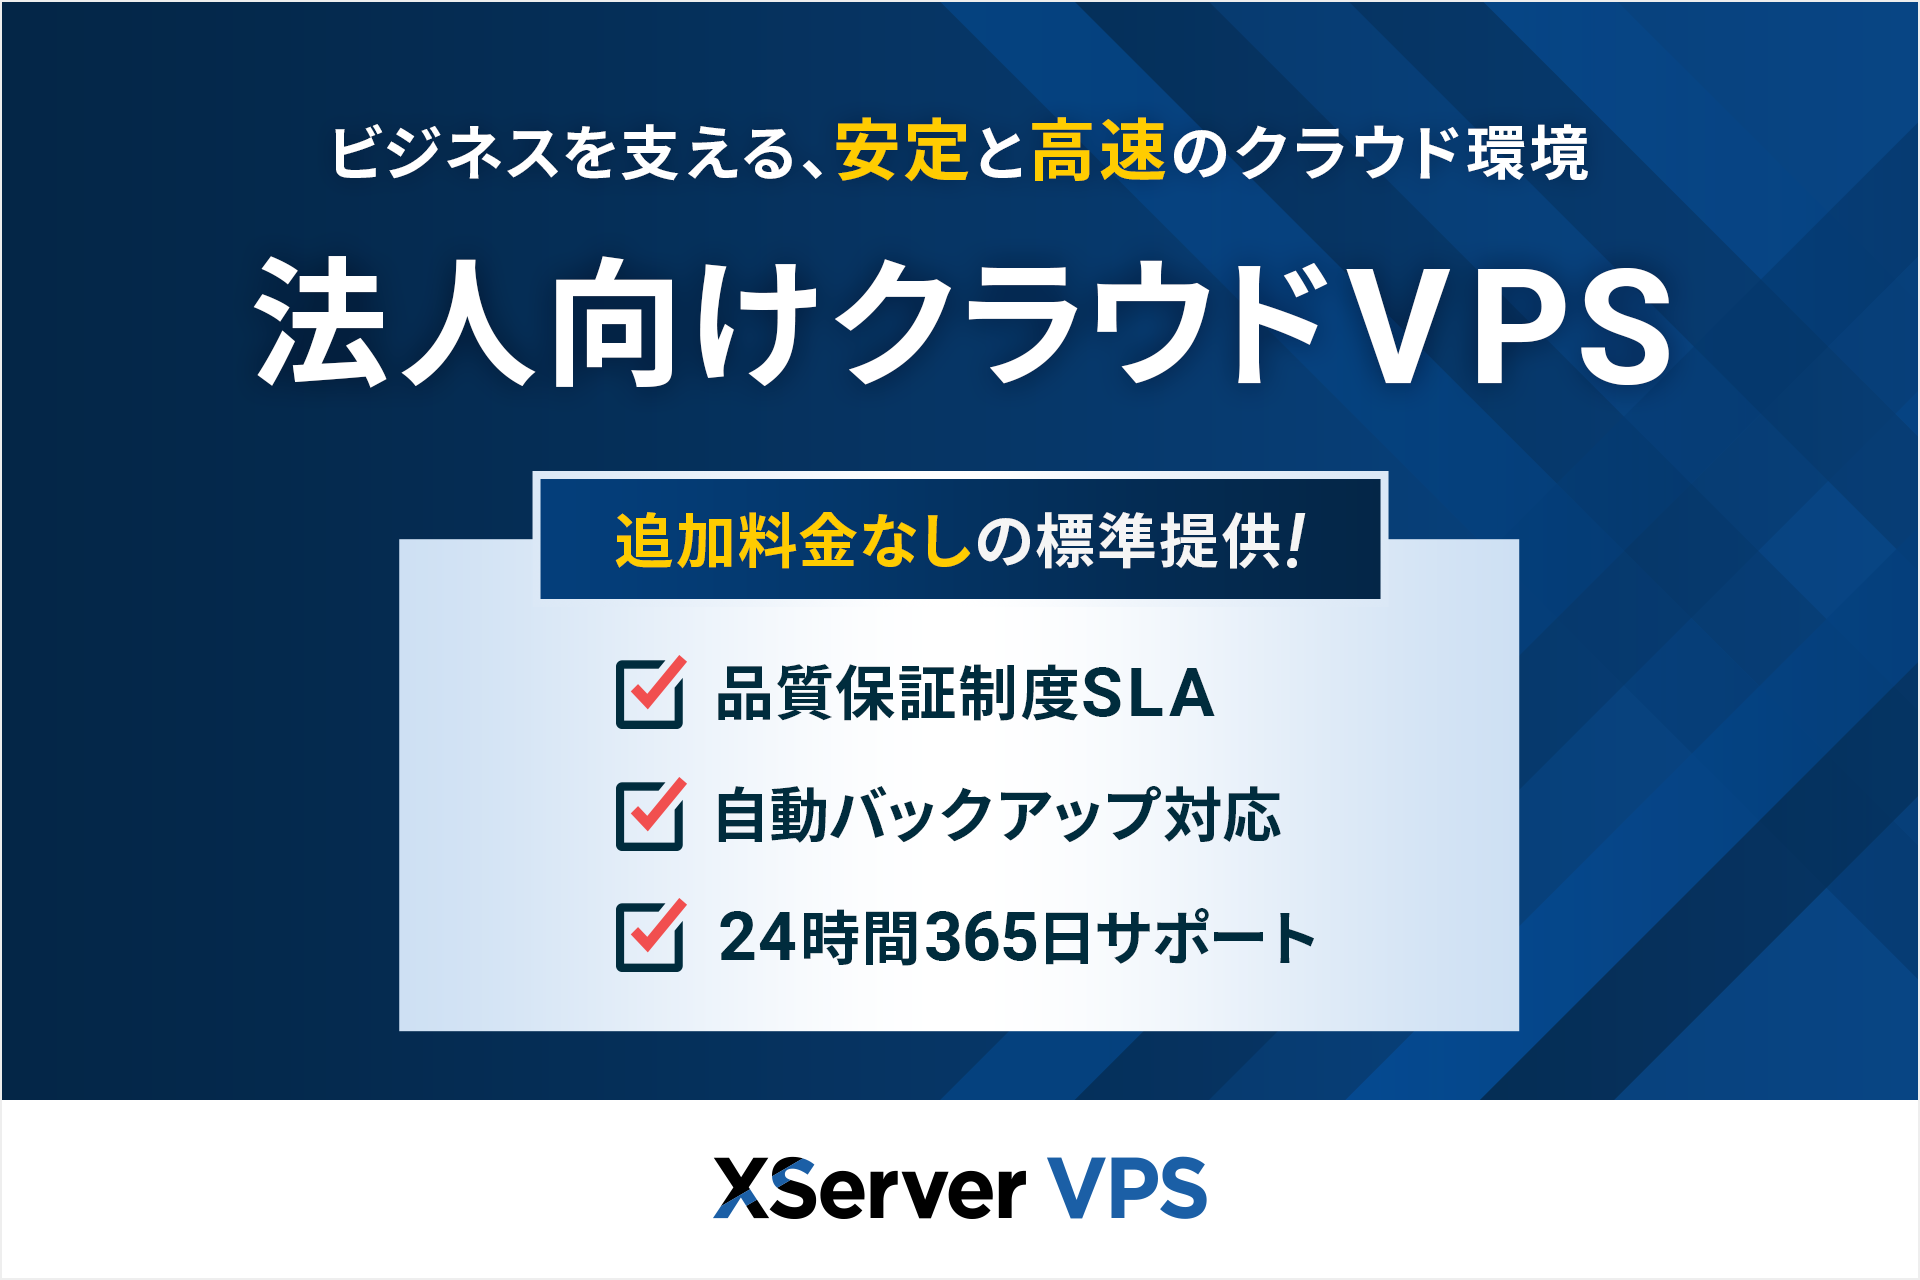 ビジネスを支える、安定と高速のクラウド環境
法人向けクラウドVPS
追加料金なしの標準提供!
品質保証制度SLA
自動バックアップ対応
24時間365日サポート
XServer VPS